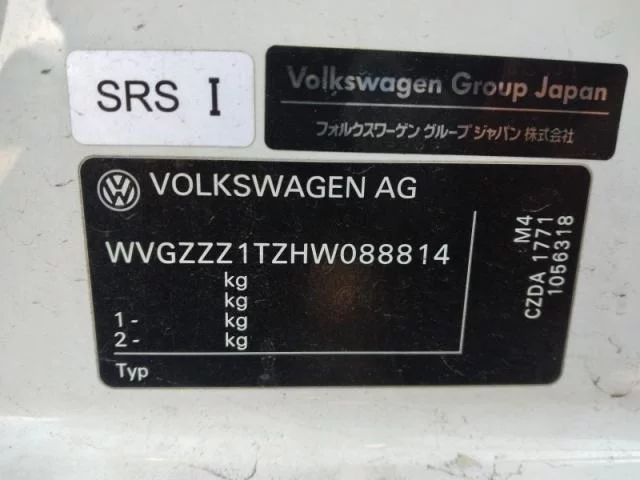 SRS I
Volkswagen Group Japan
フォルクスワーゲン グループ ジャパン 株式会社
VOLKSWAGEN AG
WVGZZZ1TZHW088814
kg
kg
1- kg
2- kg
Typ
M4
CZDA 1771
1056318